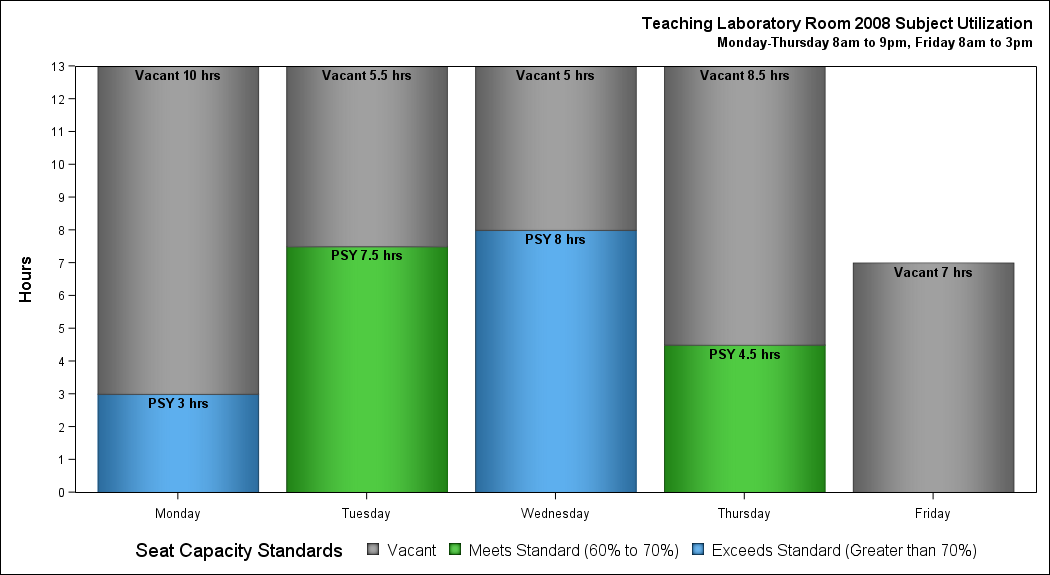 Teaching Laboratory Room 2008 Subject Utilization
Monday-Thursday 8am to 9pm, Friday 8am to 3pm
Hours
13
12
11
10
9
8
7
6
5
4
3
2
1
0
Vacant 10 hrs
Vacant 5.5 hrs
Vacant 5 hrs
Vacant 8.5 hrs
PSY 8 hrs
PSY 7.5 hrs
Vacant 7 hrs
PSY 4.5 hrs
PSY 3 hrs
Monday
Tuesday
Wednesday
Thursday
Friday
Seat Capacity Standards
Vacant
Meets Standard (60% to 70%)
Exceeds Standard (Greater than 70%)